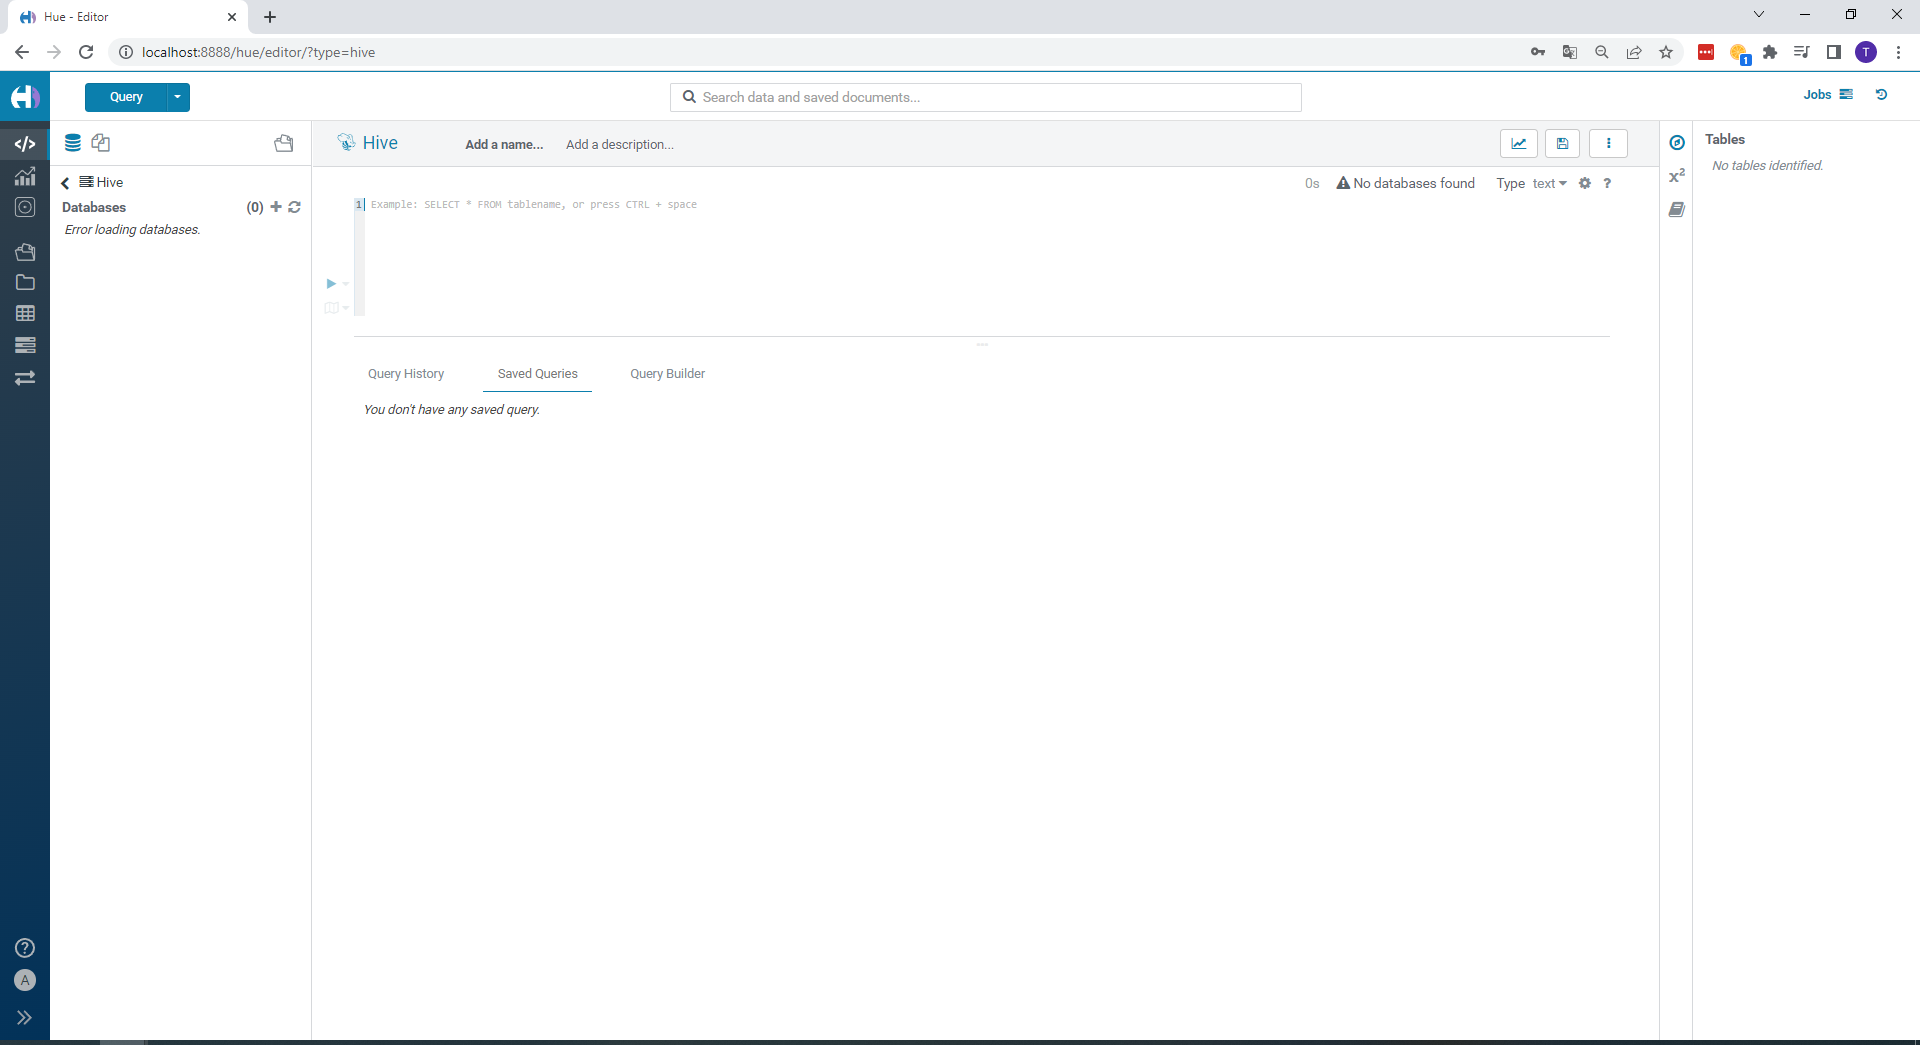 Hue - Editor
localhost:8888/hue/editor/?type=hive
1
T
Query
Search data and saved documents...
Jobs
Hive
Add a name...
Add a description...
Tables
No tables identified.
Hive
0s
No databases found
Type
text
?
x²
Databases
(0)
Error loading databases.
1
Example: SELECT * FROM tablename, or press CTRL + space
Query History
Saved Queries
Query Builder
You don't have any saved query.
?
A